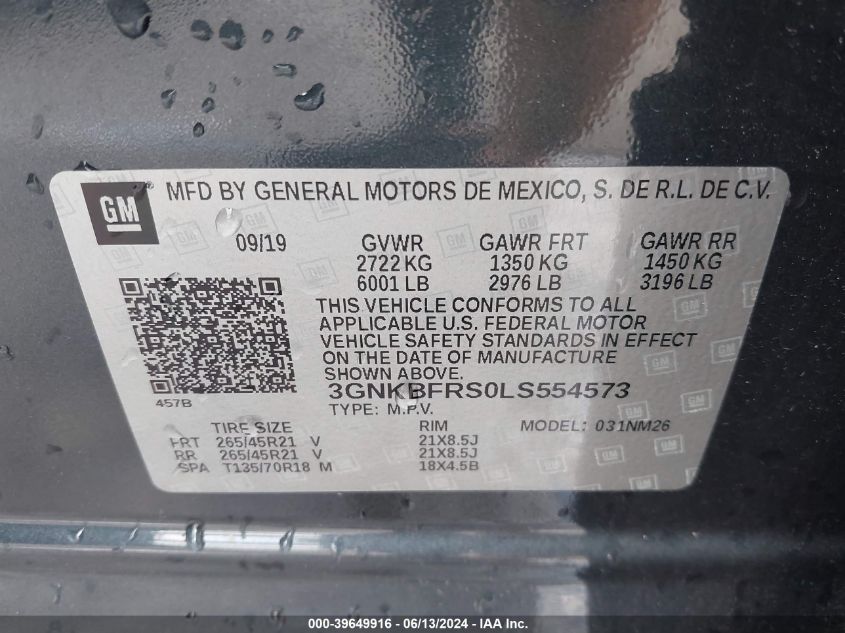 GM
MFD BY GENERAL MOTORS DE MEXICO, S. DE R.L. DE C.V.
09/19 GVWR GAWR FRT GAWR RR
2722 KG 1350 KG 1450 KG
6001 LB 2976 LB 3196 LB
THIS VEHICLE CONFORMS TO ALL
APPLICABLE U.S. FEDERAL MOTOR
VEHICLE SAFETY STANDARDS IN EFFECT
ON THE DATE OF MANUFACTURE
SHOWN ABOVE.
457B
3GNKBFRS0LS554573
TYPE: M.P.V.
TIRE SIZE RIM MODEL: 031NM26
FRT 265/45R21 V 21X8.5J
RR 265/45R21 V 21X8.5J
SPA T135/70R18 M 18X4.5B
000-39649916 - 06/13/2024 - IAA Inc.